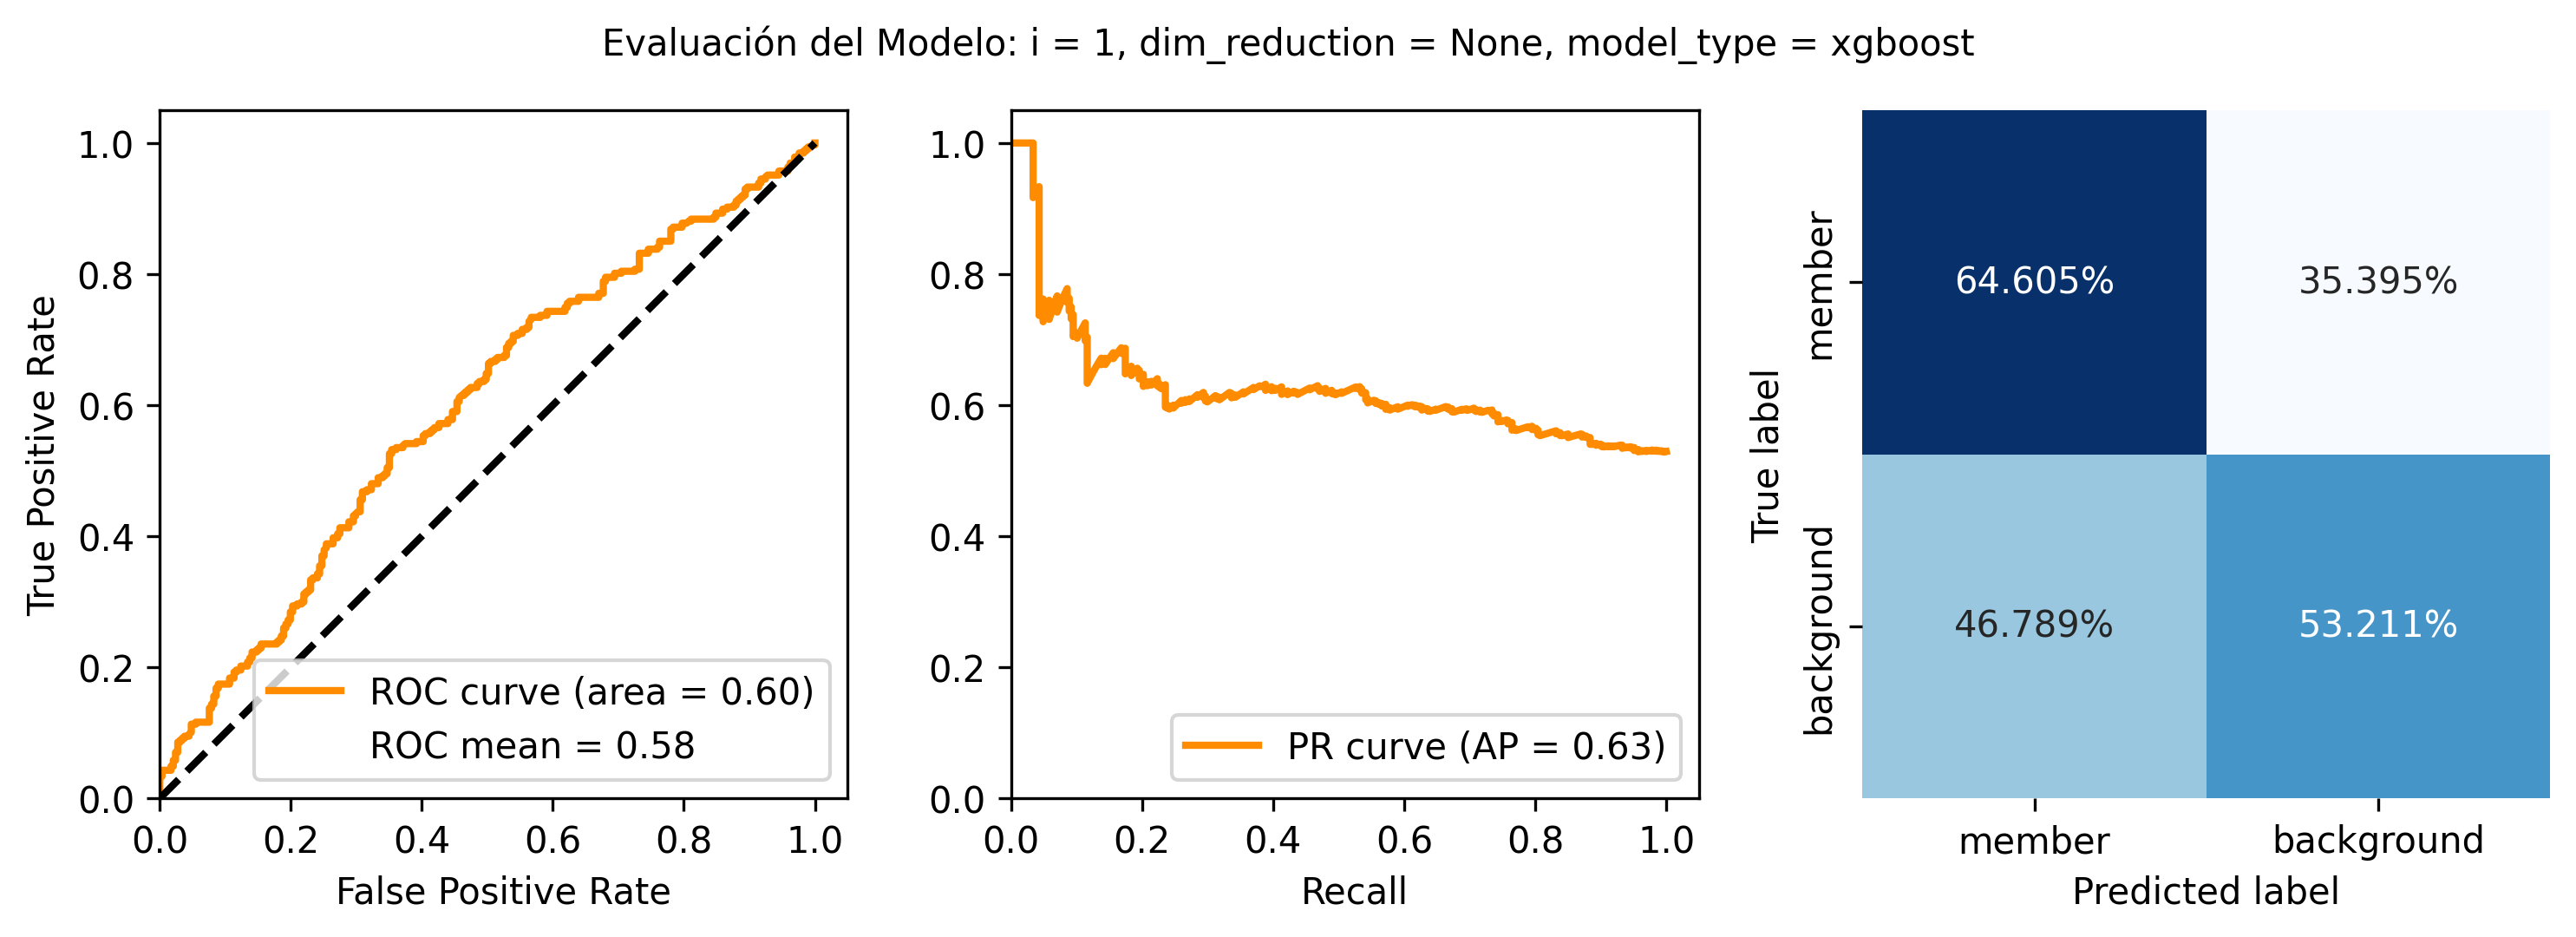 Evaluación del Modelo: i = 1, dim_reduction = None, model_type = xgboost
True Positive Rate
1.0
0.8
0.6
0.4
0.2
0.0
ROC curve (area = 0.60)
ROC mean = 0.58
0.0 0.2 0.4 0.6 0.8 1.0
False Positive Rate
1.0
0.8
0.6
0.4
0.2
0.0
PR curve (AP = 0.63)
0.0 0.2 0.4 0.6 0.8 1.0
Recall
True label
member
background
64.605% 35.395%
46.789% 53.211%
member background
Predicted label